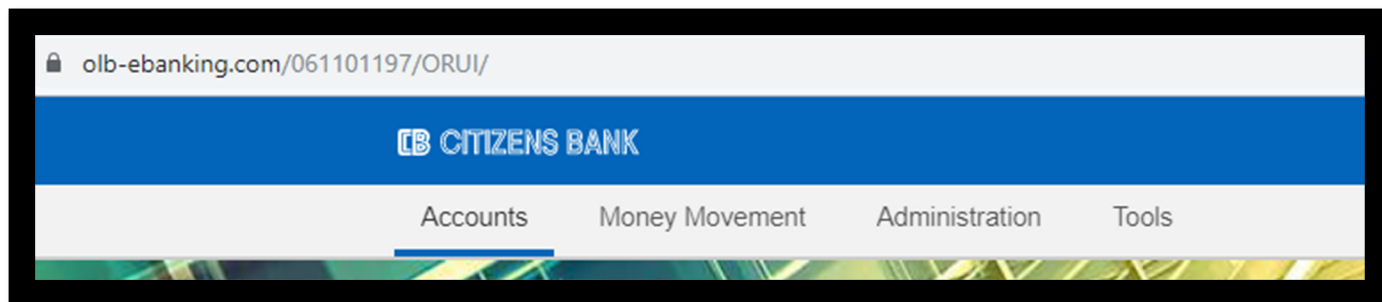 olb-ebanking.com/061101197/ORUI/
CB CITIZENS BANK
Accounts Money Movement Administration Tools